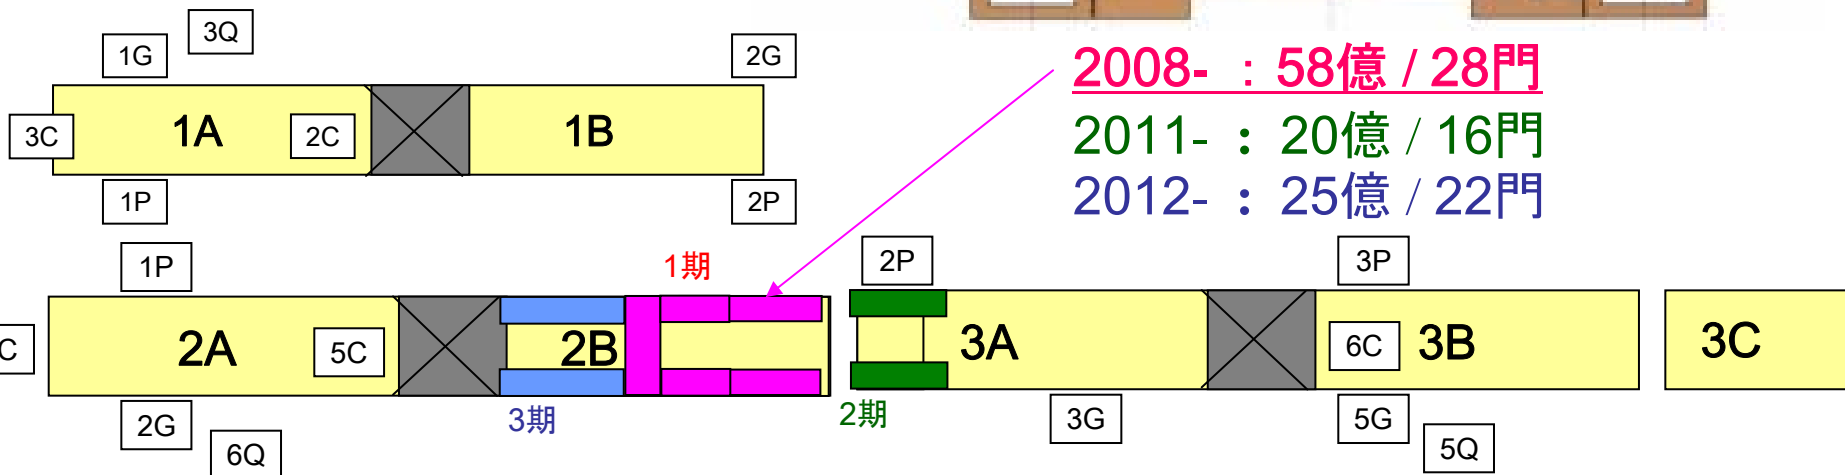 3Q
1G
2G
2008- : 58億 / 28門
3C
1A
2C
1B
2011- : 20億 / 16門
1P
2P
2012- : 25億 / 22門
1P
1期
2P
3P
C
2A
5C
2B
3A
6C
3B
3C
2G
3期
2期
3G
5G
6Q
5Q